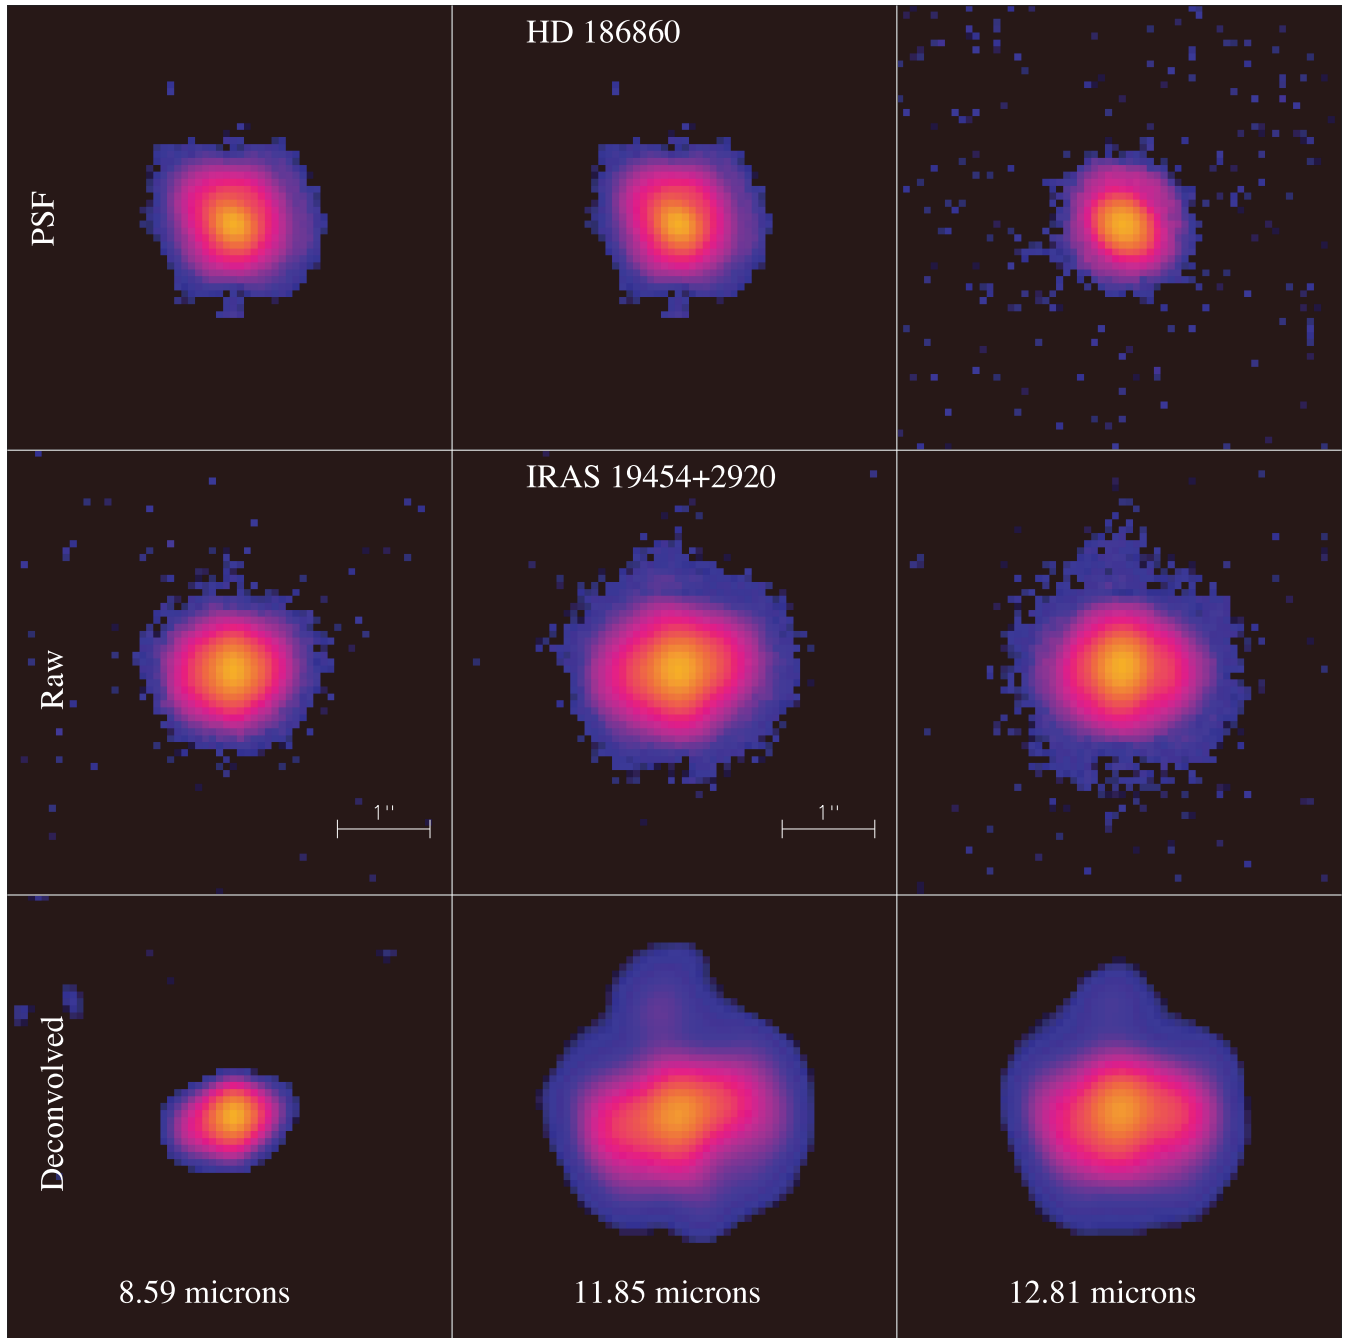 HD 186860
PSF
IRAS 19454+2920
Raw
1''
1''
Deconvolved
8.59 microns
11.85 microns
12.81 microns